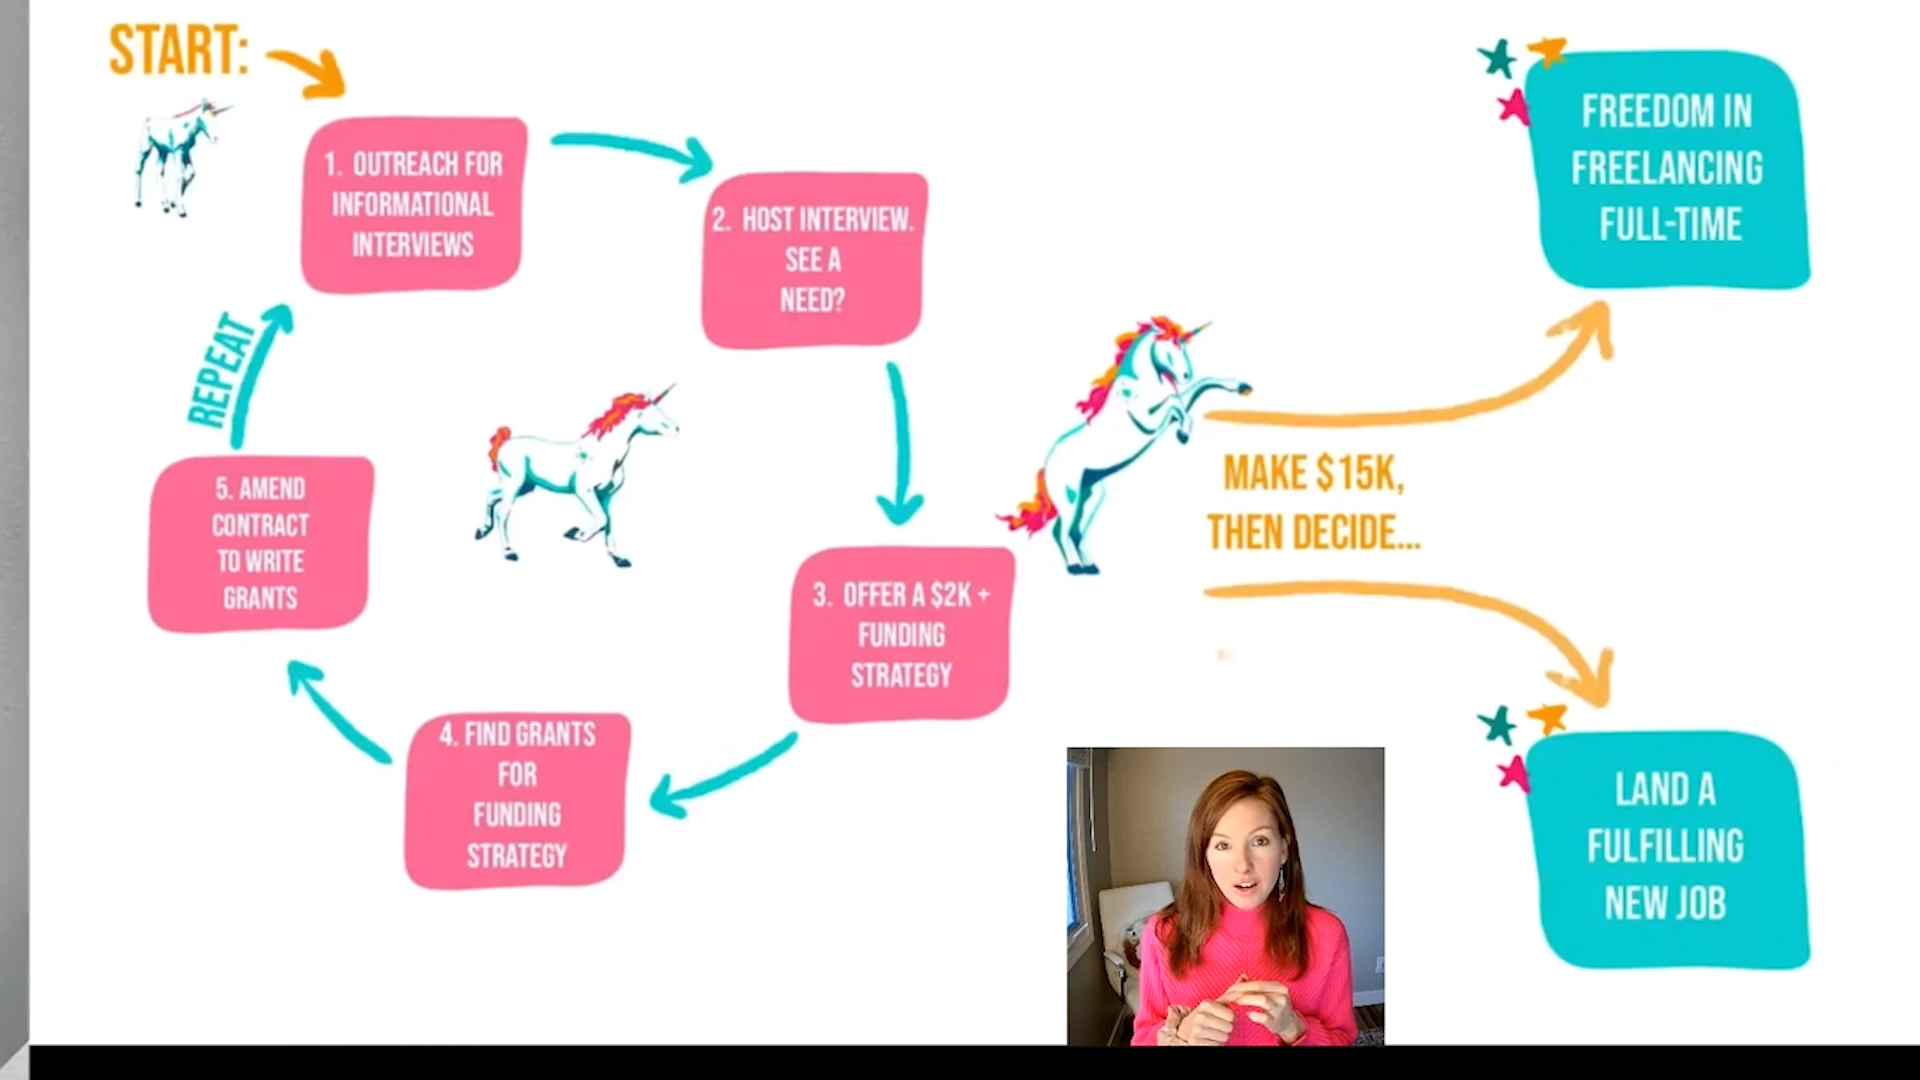 START:
1. OUTREACH FOR
INFORMATIONAL
INTERVIEWS
2. HOST INTERVIEW.
SEE A
NEED?
3. OFFER A $2K +
FUNDING
STRATEGY
4. FIND GRANTS
FOR
FUNDING
STRATEGY
5. AMEND
CONTRACT
TO WRITE
GRANTS
REPEAT
MAKE $15K,
THEN DECIDE...
FREEDOM IN
FREELANCING
FULL-TIME
LAND A
FULFILLING
NEW JOB